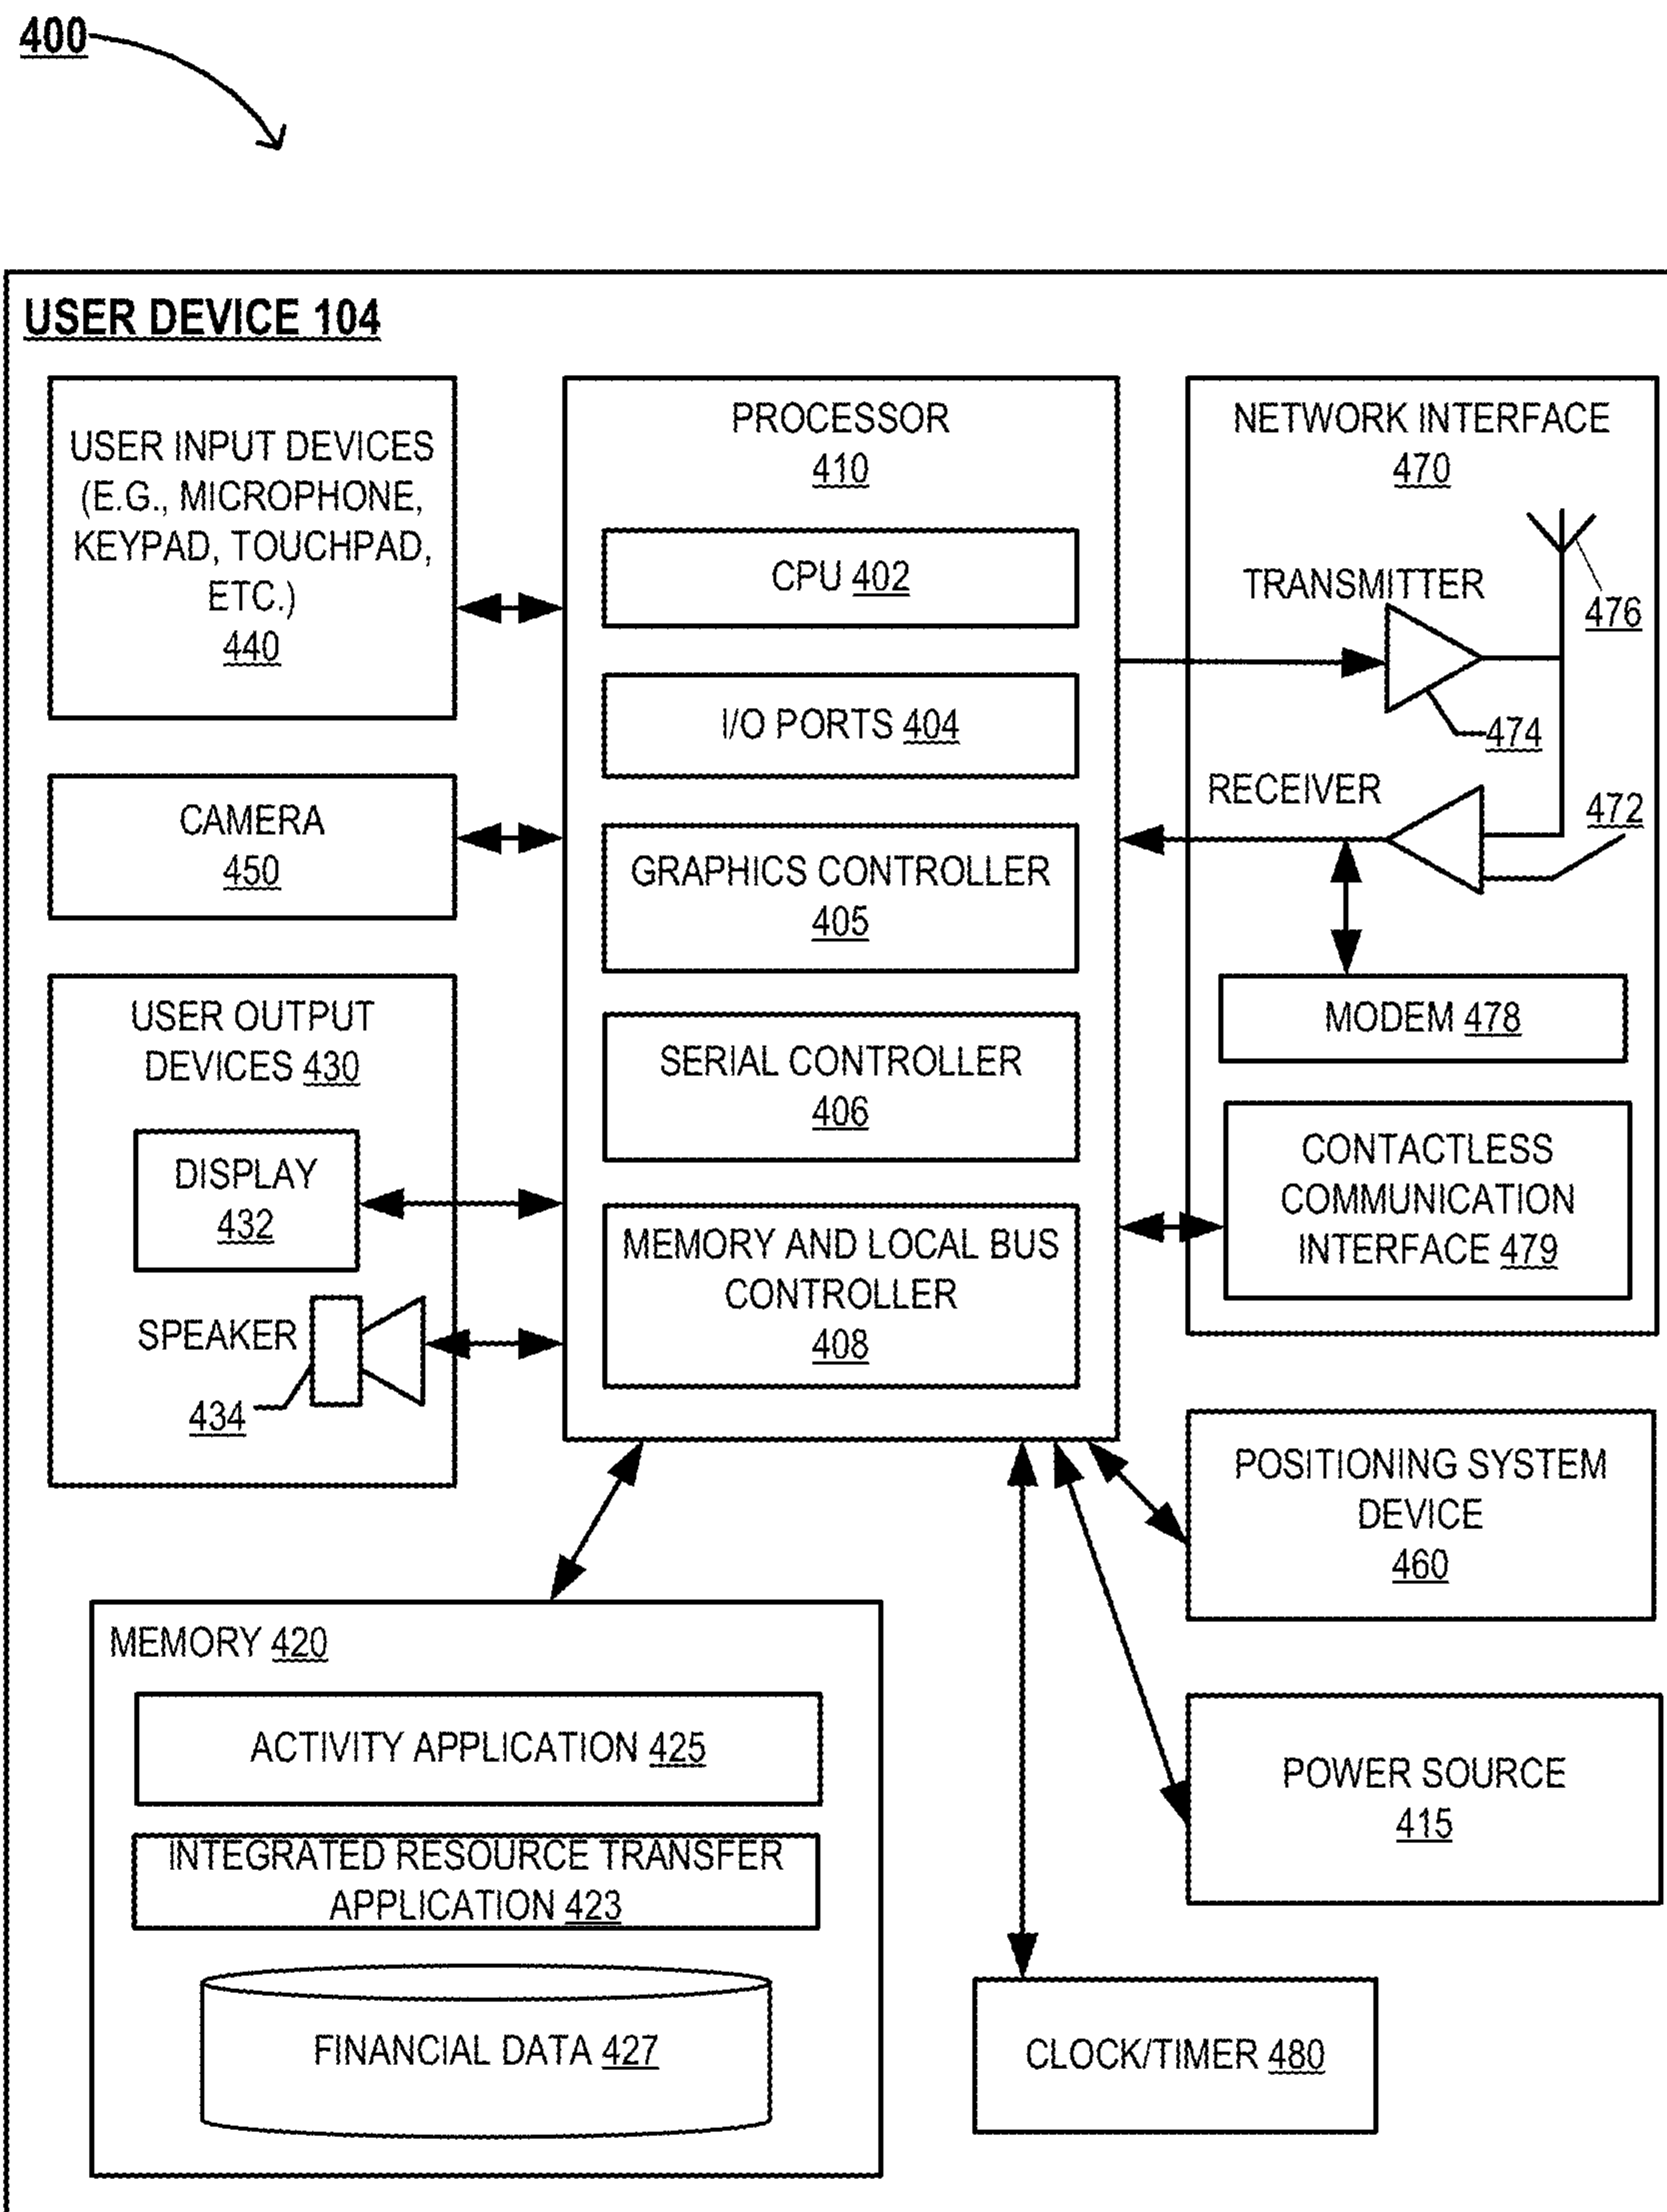 400
USER DEVICE 104
USER INPUT DEVICES
(E.G., MICROPHONE,
KEYPAD, TOUCHPAD,
ETC.)
440
CAMERA
450
USER OUTPUT
DEVICES 430
DISPLAY
432
SPEAKER
434
PROCESSOR
410
CPU 402
I/O PORTS 404
GRAPHICS CONTROLLER
405
SERIAL CONTROLLER
406
MEMORY AND LOCAL BUS
CONTROLLER
408
NETWORK INTERFACE
470
TRANSMITTER
476
474
RECEIVER
472
MODEM 478
CONTACTLESS
COMMUNICATION
INTERFACE 479
POSITIONING SYSTEM
DEVICE
460
POWER SOURCE
415
MEMORY 420
ACTIVITY APPLICATION 425
INTEGRATED RESOURCE TRANSFER
APPLICATION 423
FINANCIAL DATA 427
CLOCK/TIMER 480